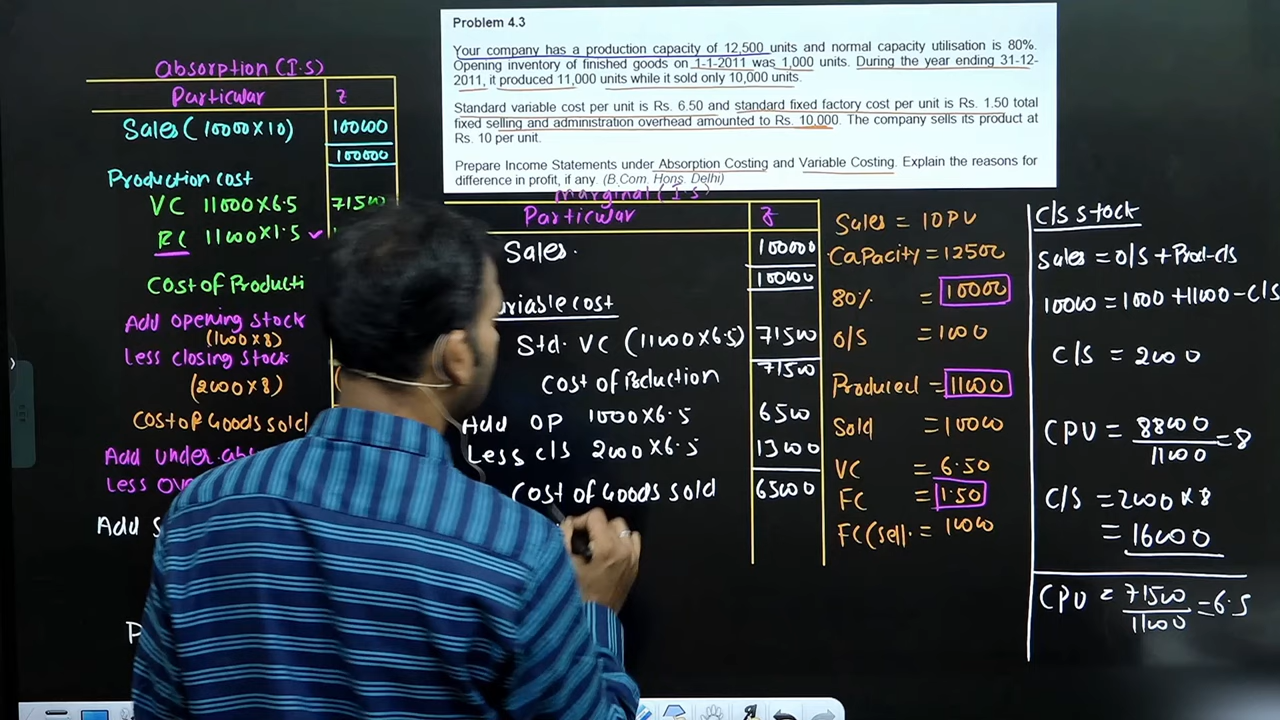 Problem 4.3
Your company has a production capacity of 12,500 units and normal capacity utilisation is 80%.
Opening inventory of finished goods on 1-1-2011 was 1,000 units. During the year ending 31-12-
2011, it produced 11,000 units while it sold only 10,000 units.
Standard variable cost per unit is Rs. 6.50 and standard fixed factory cost per unit is Rs. 1.50 total
fixed selling and administration overhead amounted to Rs. 10,000. The company sells its product at
Rs. 10 per unit.
Prepare Income Statements under Absorption Costing and Variable Costing. Explain the reasons for
difference in profit, if any. (B.Com. Hons. Delhi)
absorption (I.S)
Particular ₹
Sales (10000×10) 100000
100000
Production cost
VC 11000×6.5 71500
11000×1.5 ✓
Cost of Producti
Add opening stock
(1000×8)
Less closing stock
(2000×8)
Cost of Goods sold
Add under.
Less
Add
Marginal (I.S)
Particular ₹
Sales. 100000
100000
ariable cost
Std. VC (11000×6.5) 71500
71500
Cost of
Add OP 1000×6.5 6500
Less c/s 2000×6.5 13000
Cost of Goods sold 65000
Sales = 10PU
Capacity = 12500
80% = 10000
O/S = 1000
Produced = 11000
Sold = 10000
VC = 6.50
FC = 1.50
FC (sell. = 10000
C/S stock
Sales = O/S + Prod - c/s
10000 = 1000 + 11000 - C/S
C/S = 2000
CPU = 88000 / 11000 = 8
C/S = 2000 × 8
= 16000
CPU = 71500 / 11000 = 6.5